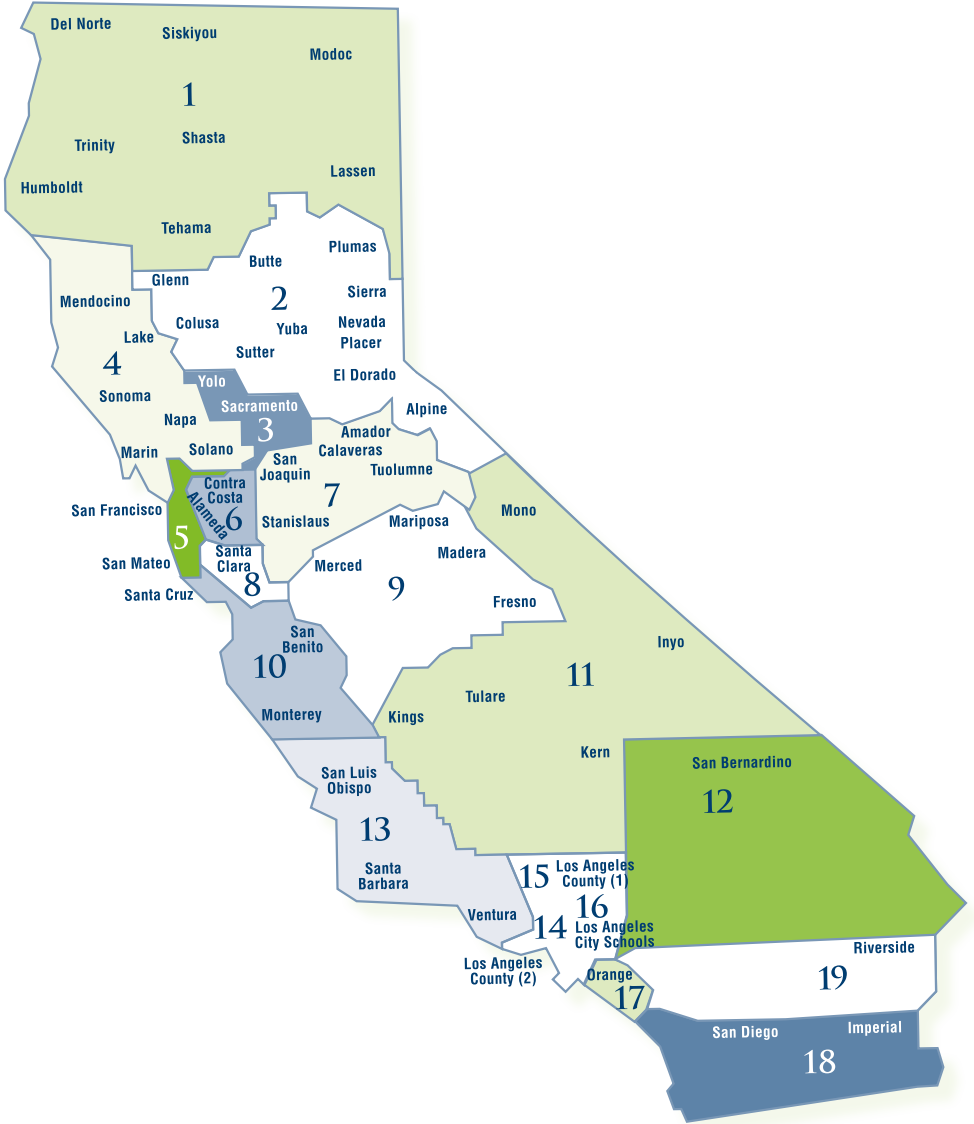 Del Norte
Siskiyou
Modoc
1
Trinity
Shasta
Lassen
Humboldt
Tehama
Plumas
Butte
Glenn
2
Sierra
Mendocino
Colusa
Yuba
Nevada
Lake
Placer
Sutter
4
El Dorado
Yolo
Sonoma
Sacramento
Alpine
Napa
3
Amador
Marin
Solano
Calaveras
San
Joaquin
Tuolumne
Contra
Costa
7
San Francisco
Alameda
6
Stanislaus
Mariposa
Mono
5
Santa
Clara
Madera
San Mateo
Merced
8
9
Santa Cruz
Fresno
San
Benito
Inyo
10
11
Tulare
Monterey
Kings
Kern
San Bernardino
San Luis
Obispo
12
13
Santa
Barbara
15
Los Angeles
County (1)
16
Ventura
14
Los Angeles
City Schools
Riverside
Los Angeles
County (2)
Orange
19
17
San Diego
Imperial
18